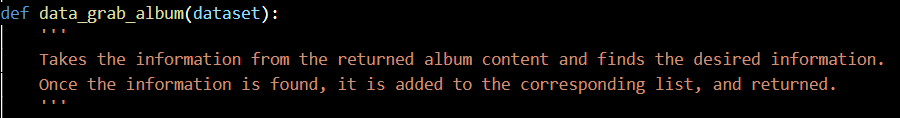 def data_grab_album(dataset):
'''
Takes the information from the returned album content and finds the desired information.
Once the information is found, it is added to the corresponding list, and returned.
'''